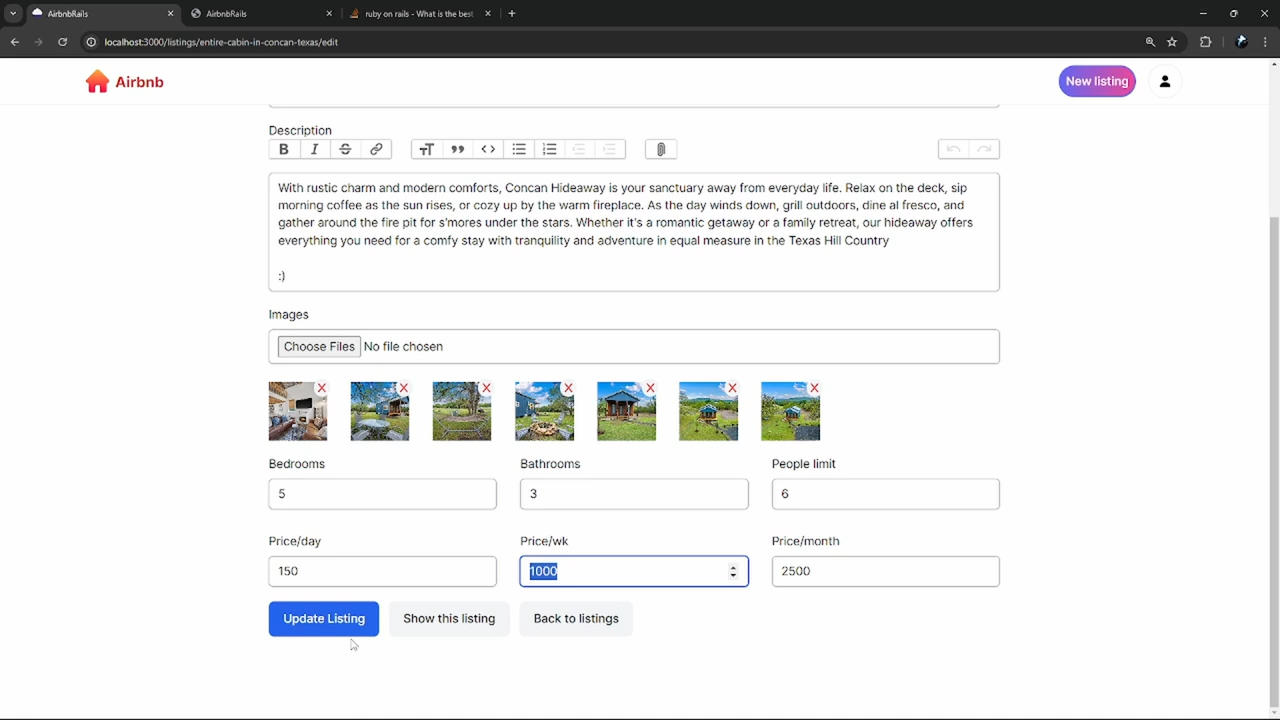 AirbnbRails
AirbnbRails
ruby on rails - What is the best
localhost:3000/listings/entire-cabin-in-concan-texas/edit
Airbnb
New listing
Description
With rustic charm and modern comforts, Concan Hideaway is your sanctuary away from everyday life. Relax on the deck, sip
morning coffee as the sun rises, or cozy up by the warm fireplace. As the day winds down, grill outdoors, dine al fresco, and
gather around the fire pit for s'mores under the stars. Whether it's a romantic getaway or a family retreat, our hideaway offers
everything you need for a comfy stay with tranquility and adventure in equal measure in the Texas Hill Country
:)
Images
Choose Files No file chosen
X X X X X X X
Bedrooms Bathrooms People limit
5 3 6
Price/day Price/wk Price/month
150 1000 2500
Update Listing Show this listing Back to listings